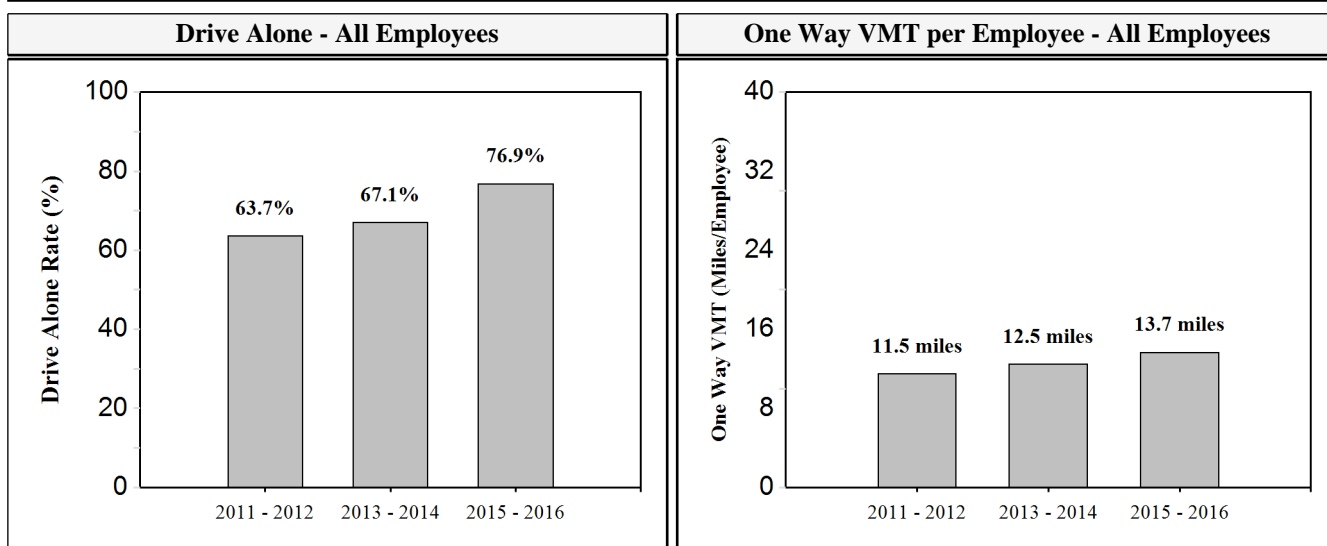 Drive Alone - All Employees
100
80
60
40
20
0
Drive Alone Rate (%)
63.7%
67.1%
76.9%
2011 - 2012
2013 - 2014
2015 - 2016
One Way VMT per Employee - All Employees
40
32
24
16
8
0
One Way VMT (Miles/Employee)
11.5 miles
12.5 miles
13.7 miles
2011 - 2012
2013 - 2014
2015 - 2016